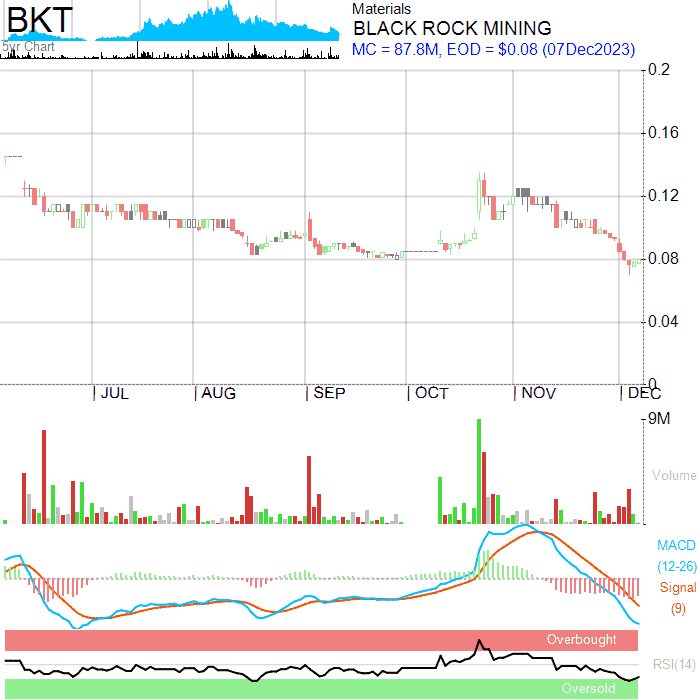 BKT
5yr Chart
Materials
BLACK ROCK MINING
MC = 87.8M, EOD = $0.08 (07Dec2023)
0.2
0.16
0.12
0.08
0.04
0
JUL
AUG
SEP
OCT
NOV
DEC
9M
Volume
MACD
(12-26)
Signal
(9)
Overbought
RSI(14)
Oversold